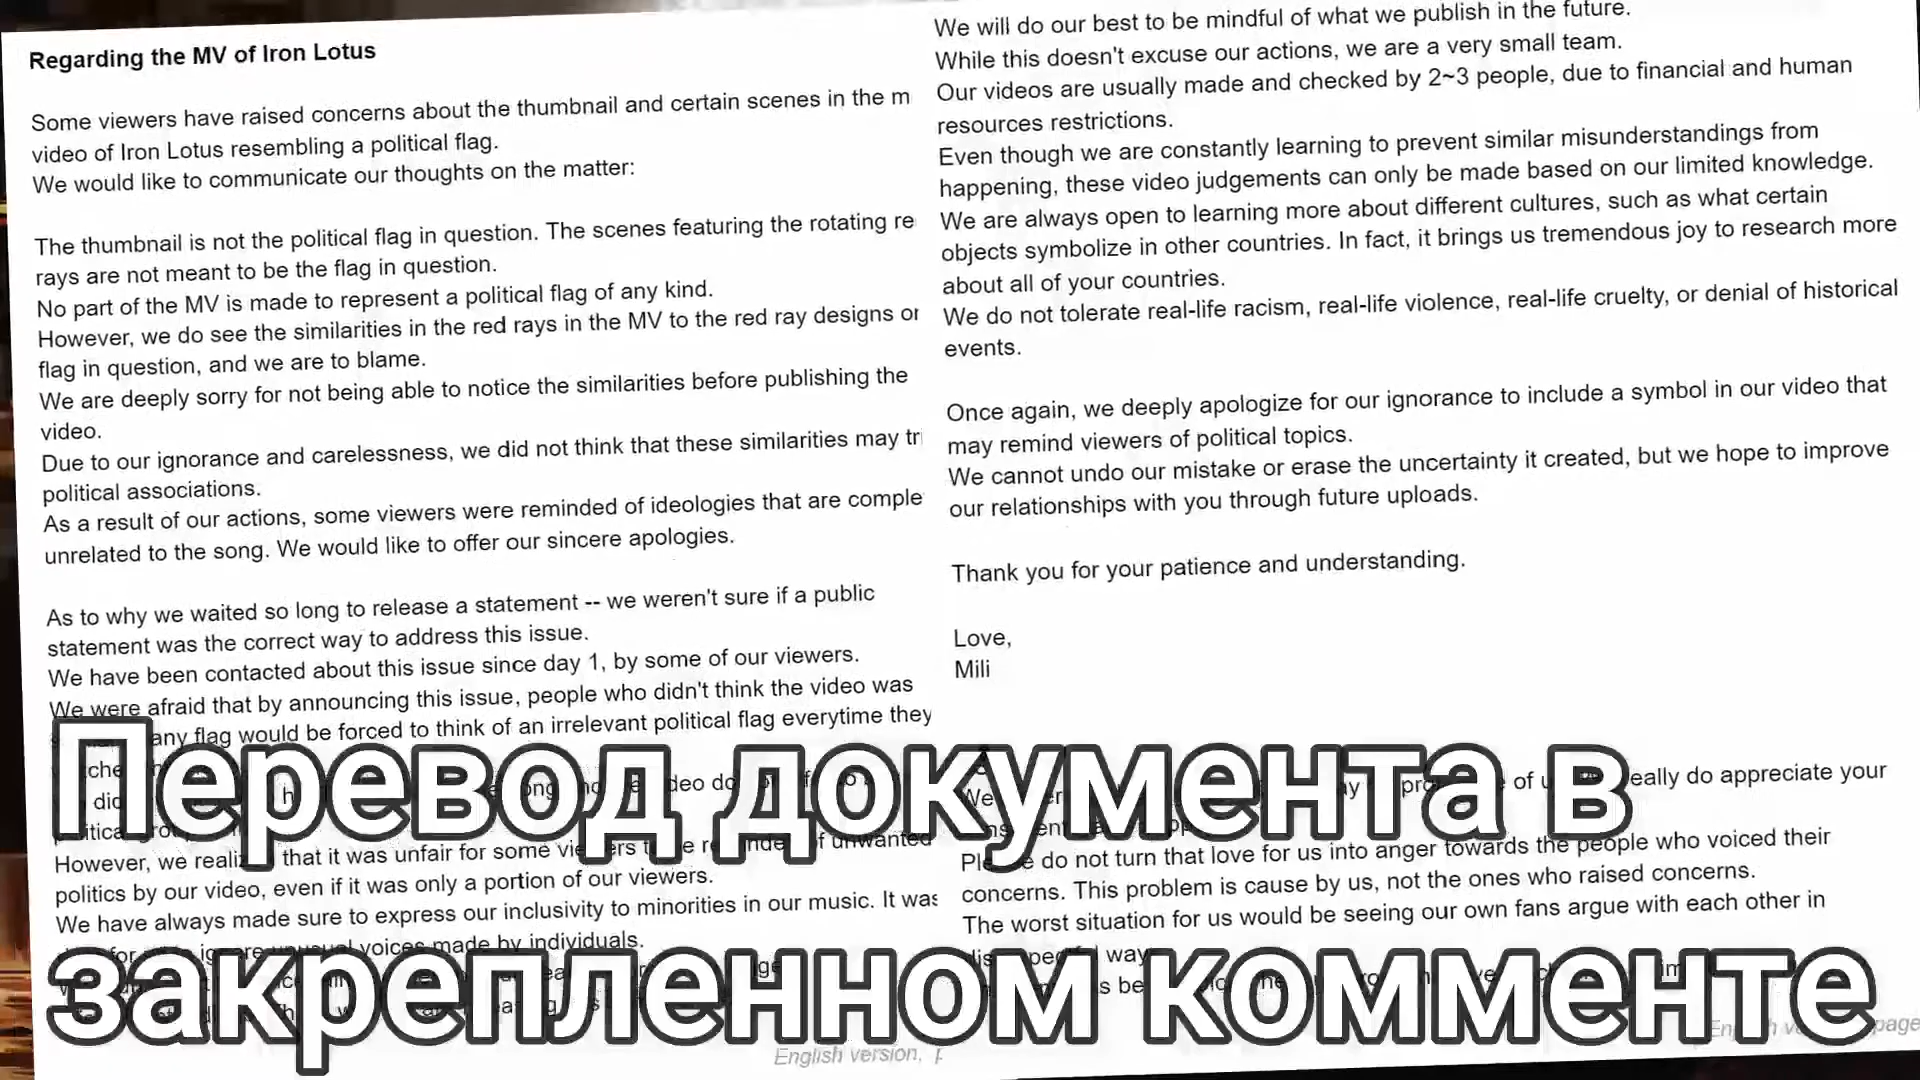 Regarding the MV of Iron Lotus
Some viewers have raised concerns about the thumbnail and certain scenes in the m
video of Iron Lotus resembling a political flag.
We would like to communicate our thoughts on the matter:
The thumbnail is not the political flag in question. The scenes featuring the rotating re
rays are not meant to be the flag in question.
No part of the MV is made to represent a political flag of any kind.
However, we do see the similarities in the red rays in the MV to the red ray designs or
flag in question, and we are to blame.
We are deeply sorry for not being able to notice the similarities before publishing the
video.
Due to our ignorance and carelessness, we did not think that these similarities may tri
political associations.
As a result of our actions, some viewers were reminded of ideologies that are comple
unrelated to the song. We would like to offer our sincere apologies.
As to why we waited so long to release a statement -- we weren't sure if a public
statement was the correct way to address this issue.
We have been contacted about this issue since day 1, by some of our viewers.
We were afraid that by announcing this issue, people who didn't think the video was
any flag would be forced to think of an irrelevant political flag everytime they
However, we that it was unfair for some unwanted
politics by our video, even if it was only a portion of our viewers.
We have always made sure to express our inclusivity to minorities in our music. It was
voices made by individuals.
English version,
We will do our best to be mindful of what we publish in the future.
While this doesn't excuse our actions, we are a very small team.
Our videos are usually made and checked by 2~3 people, due to financial and human
resources restrictions.
Even though we are constantly learning to prevent similar misunderstandings from
happening, these video judgements can only be made based on our limited knowledge.
We are always open to learning more about different cultures, such as what certain
objects symbolize in other countries. In fact, it brings us tremendous joy to research more
about all of your countries.
We do not tolerate real-life racism, real-life violence, real-life cruelty, or denial of historical
events.
Once again, we deeply apologize for our ignorance to include a symbol in our video that
may remind viewers of political topics.
We cannot undo our mistake or erase the uncertainty it created, but we hope to improve
our relationships with you through future uploads.
Thank you for your patience and understanding.
Love,
Mili
of really do appreciate your
do not turn that love for us into anger towards the people who voiced their
concerns. This problem is cause by us, not the ones who raised concerns.
The worst situation for us would be seeing our own fans argue with each other in
way
page
Перевод документа в
закрепленном комменте